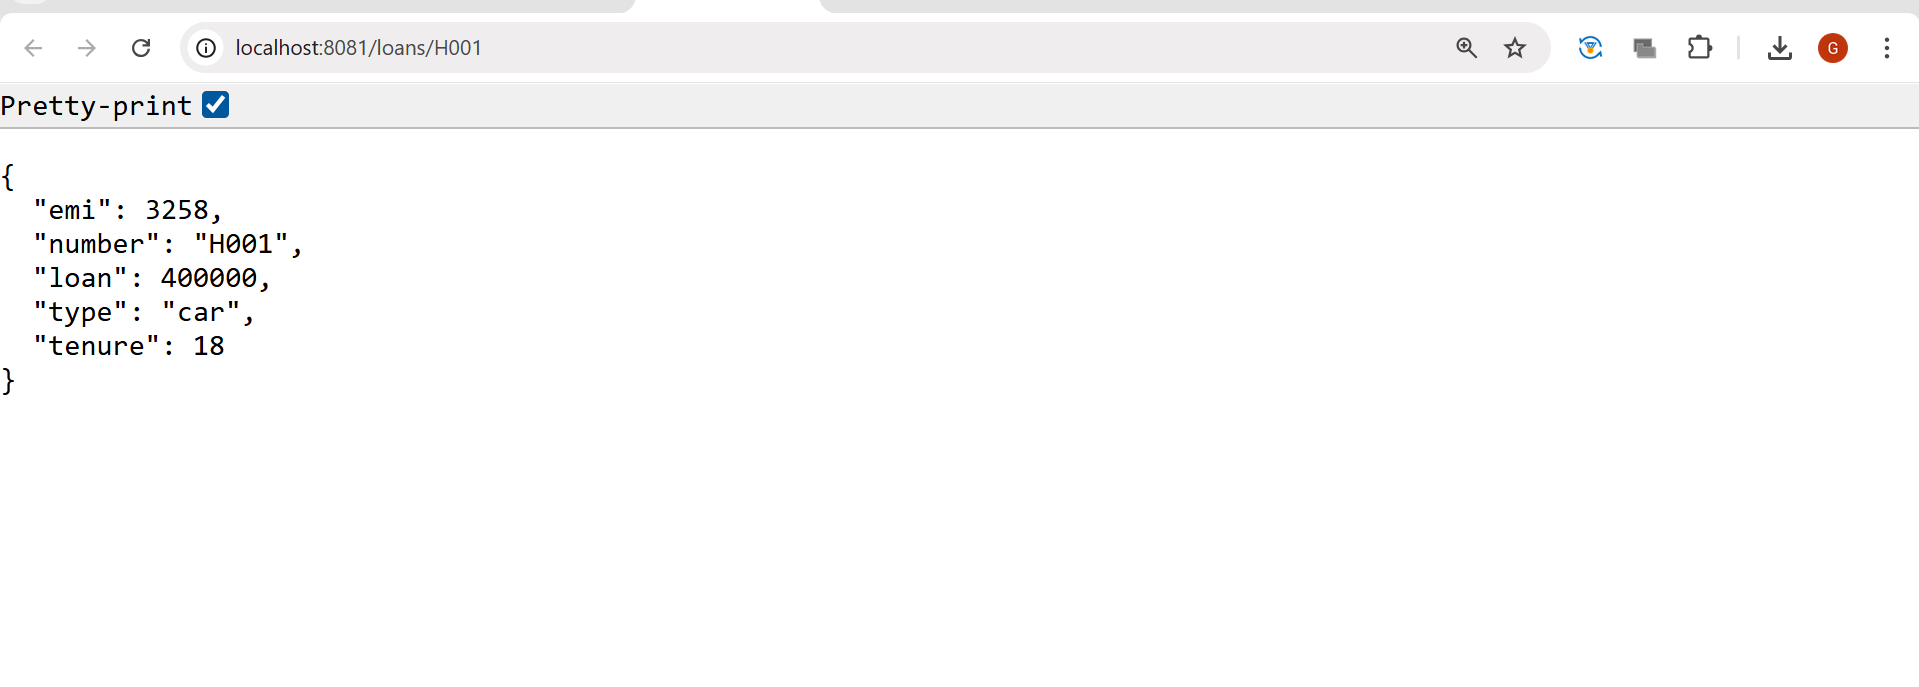 localhost:8081/loans/H001
G
Pretty-print
{
  "emi": 3258,
  "number": "H001",
  "loan": 400000,
  "type": "car",
  "tenure": 18
}